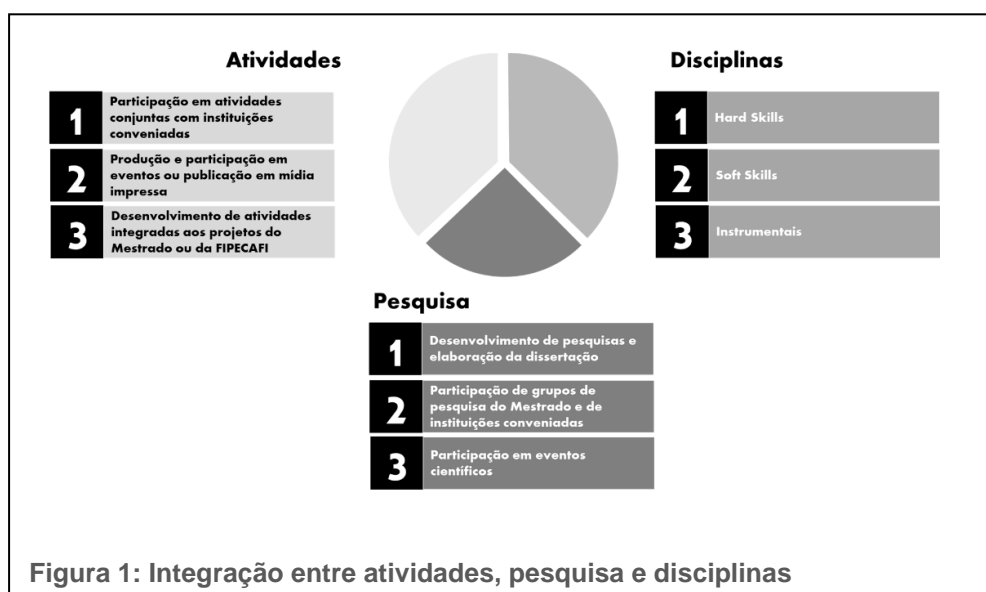 Atividades
1
Participação em atividades
conjuntas com instituições
conveniadas
2
Produção e participação em
eventos ou publicação em mídia
impressa
3
Desenvolvimento de atividades
integradas aos projetos do
Mestrado ou da FIPECAFI
Disciplinas
1
Hard Skills
2
Soft Skills
3
Instrumentais
Pesquisa
1
Desenvolvimento de pesquisas e
elaboração da dissertação
2
Participação de grupos de
pesquisa do Mestrado e de
instituições conveniadas
3
Participação em eventos
científicos
Figura 1: Integração entre atividades, pesquisa e disciplinas